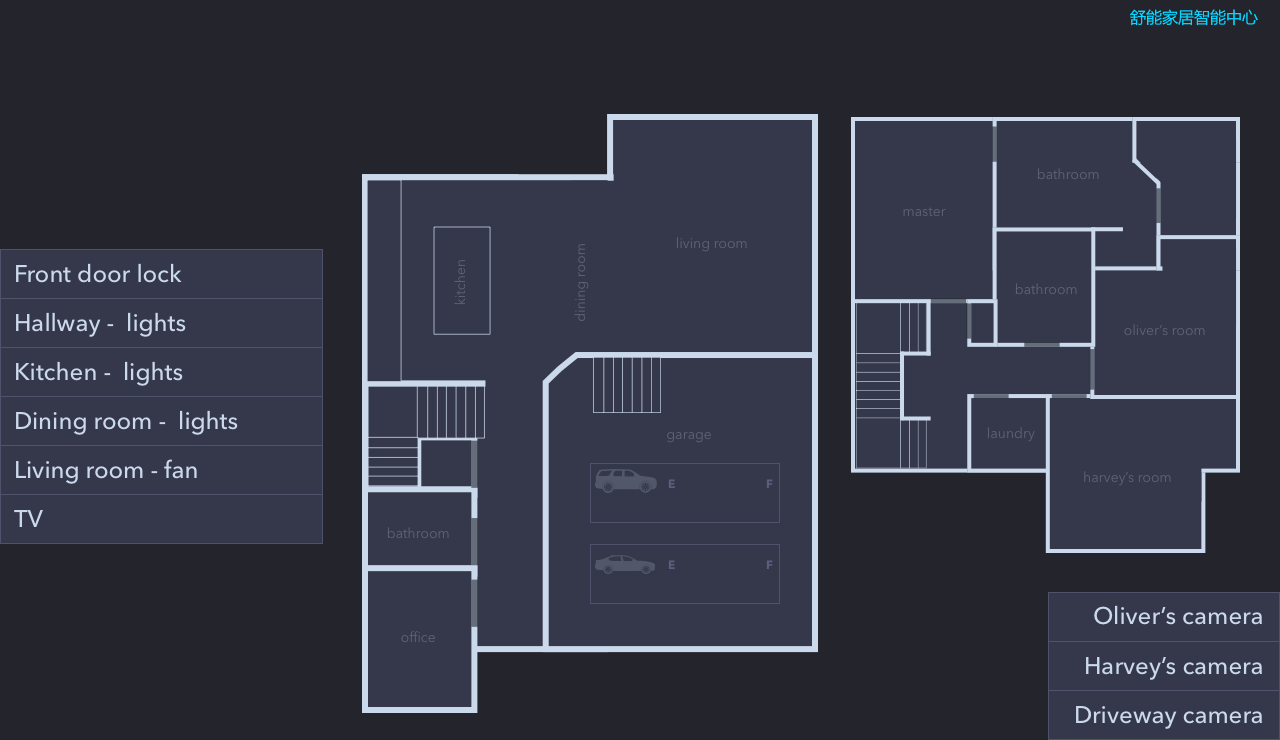 舒能家居智能中心
living room
kitchen
dining room
garage
E F
E F
bathroom
office
bathroom
master
bathroom
oliver's room
laundry
harvey's room
Front door lock
Hallway - lights
Kitchen - lights
Dining room - lights
Living room - fan
TV
Oliver's camera
Harvey's camera
Driveway camera